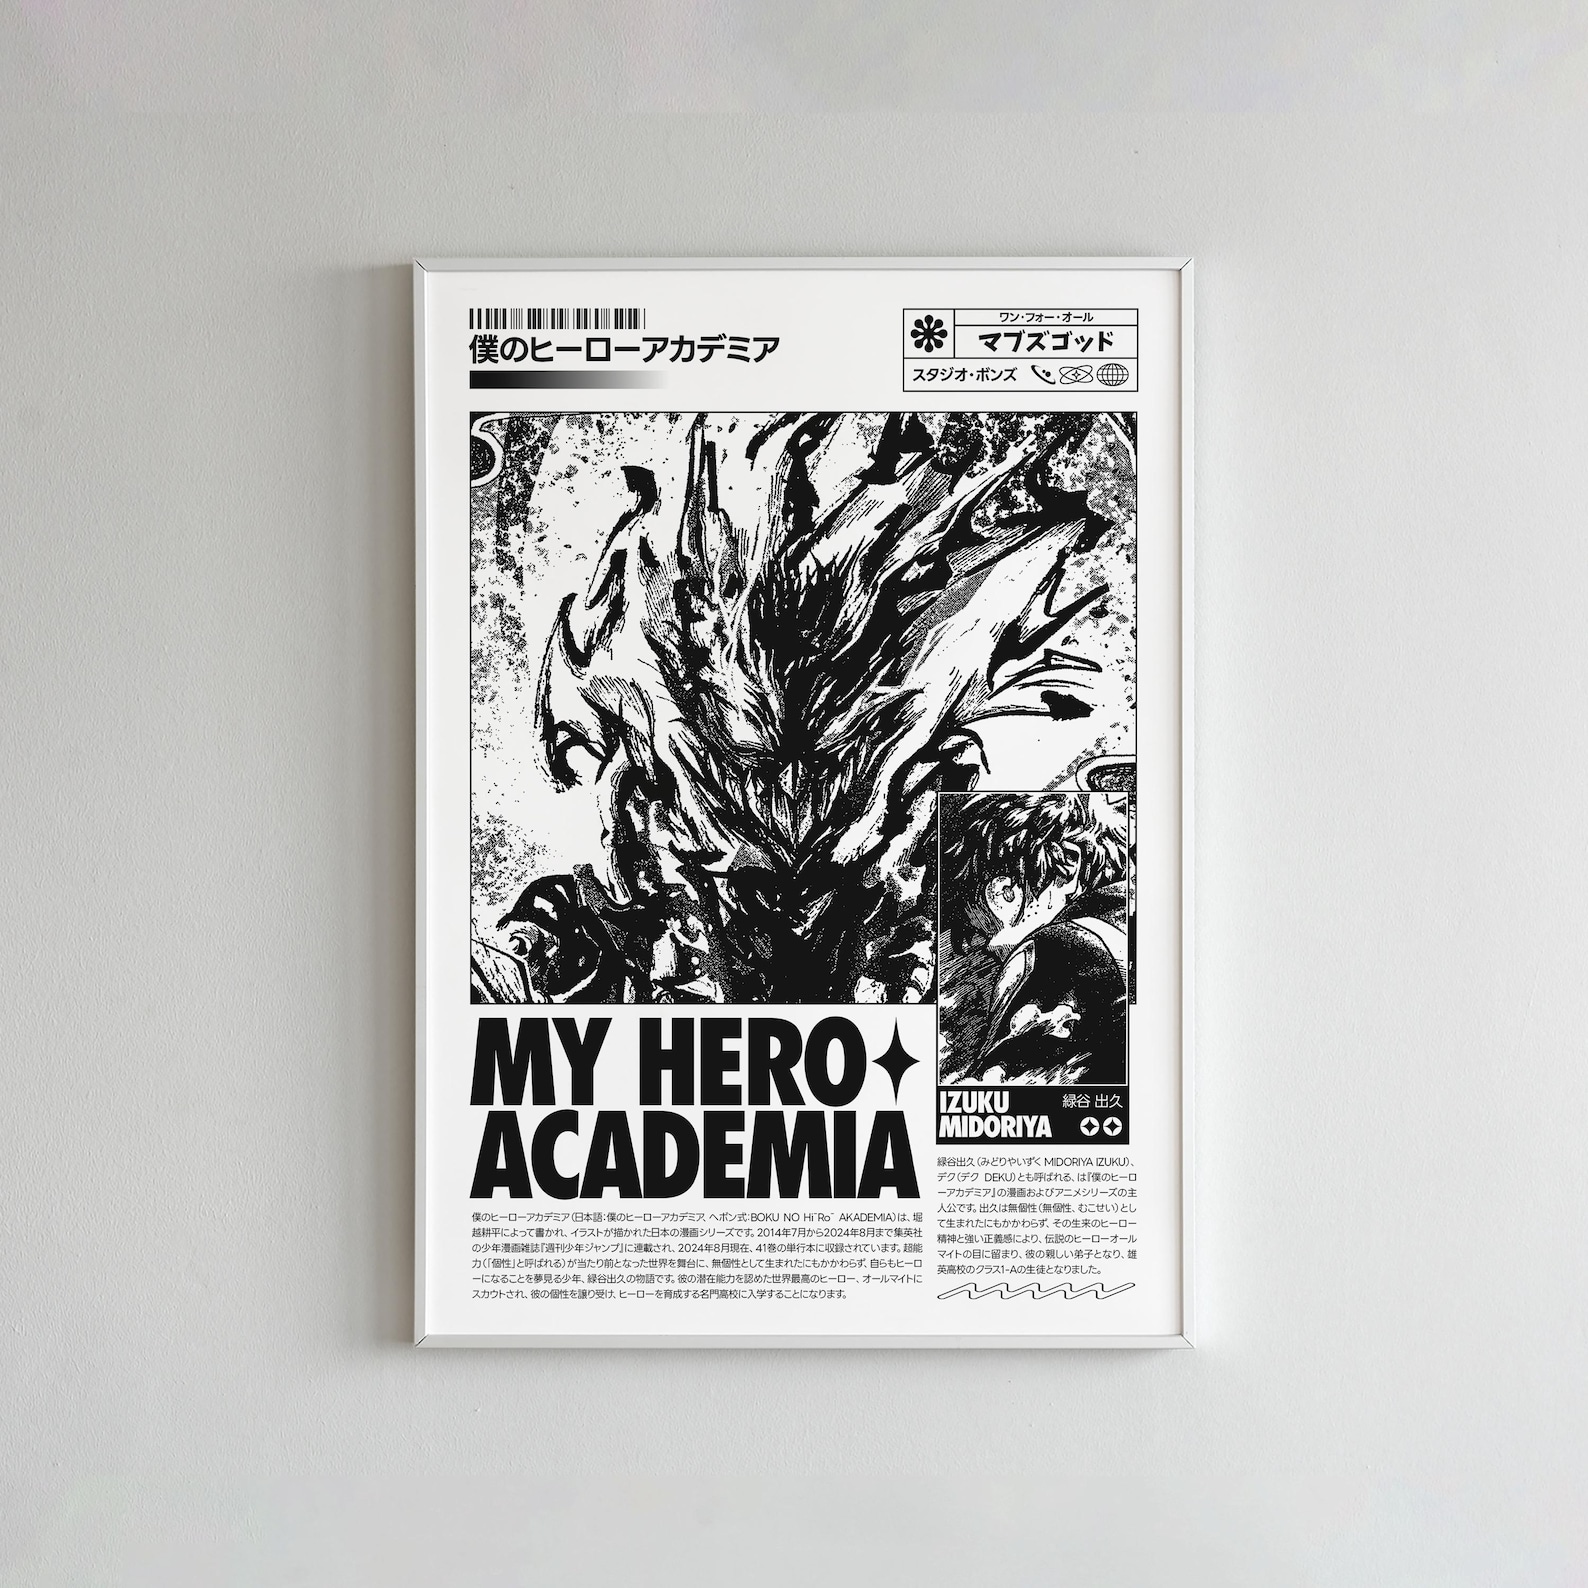 僕のヒーローアカデミア
ワン・フォー・オール
マブズゴッド
スタジオ・ボンズ
MY HERO
ACADEMIA
IZUKU
MIDORIYA
緑谷 出久
僕のヒーローアカデミア（日本語：僕のヒーローアカデミア, ヘボン式：BOKU NO Hi¯Ro¯ AKADEMIA）は、堀
越耕平によって書かれ、イラストが描かれた日本の漫画シリーズです。2014年7月から2024年8月まで集英社
の少年漫画雑誌『週刊少年ジャンプ』に連載され、2024年8月現在、41巻の単行本に収録されています。超能
力（「個性」と呼ばれる）が当たり前となった世界を舞台に、無個性として生まれたにもかかわらず、自らもヒーロ
ーになることを夢見る少年、緑谷出久の物語です。彼の潜在能力を認めた世界最高のヒーロー、オールマイトに
スカウトされ、彼の個性を譲り受け、ヒーローを育成する名門高校に入学することになります。
緑谷出久（みどりやいずく MIDORIYA IZUKU）、
デク（デク DEKU）とも呼ばれる、は『僕のヒーロ
ーアカデミア』の漫画およびアニメシリーズの主
人公です。出久は無個性（無個性、むこせい）とし
て生まれたにもかかわらず、その生来のヒーロー
精神と強い正義感により、伝説のヒーローオール
マイトの目に留まり、彼の親しい弟子となり、雄
英高校のクラス1-Aの生徒となりました。